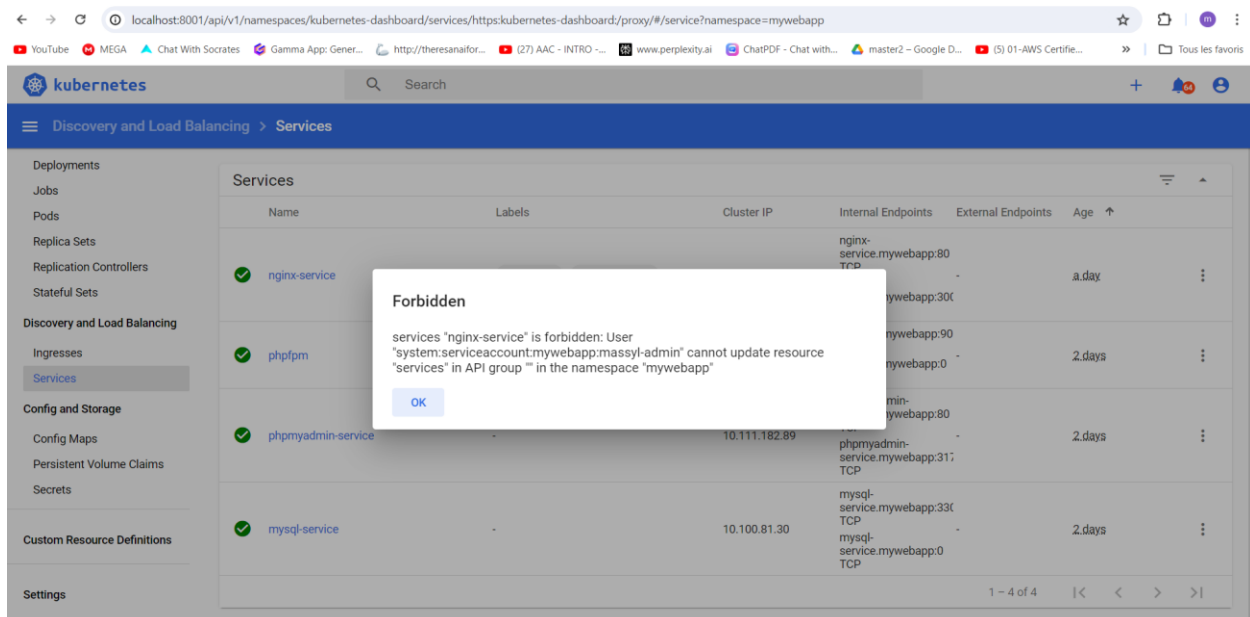 localhost:8001/api/v1/namespaces/kubernetes-dashboard/services/https:kubernetes-dashboard:/proxy/#/service?namespace=mywebapp
m
YouTube
MEGA
Chat With Socrates
Gamma App: Gener...
http://theresanaifor...
(27) AAC - INTRO -...
www.perplexity.ai
ChatPDF - Chat with...
master2 – Google D...
(5) 01-AWS Certifie...
»
Tous les favoris
kubernetes
Search
64
Discovery and Load Balancing > Services
Deployments
Jobs
Pods
Replica Sets
Replication Controllers
Stateful Sets
Discovery and Load Balancing
Ingresses
Services
Config and Storage
Config Maps
Persistent Volume Claims
Secrets
Custom Resource Definitions
Settings
Services
Name Labels Cluster IP Internal Endpoints External Endpoints Age
nginx-service
nginx-
service.mywebapp:80
TCP
ywebapp:300
-
a day
phpfpm
mywebapp:90
mywebapp:0
-
2 days
phpmyadmin-service
-
10.111.182.89
min-
ywebapp:80
phpmyadmin-
service.mywebapp:317
TCP
-
2 days
mysql-service
-
10.100.81.30
mysql-
service.mywebapp:330
TCP
mysql-
service.mywebapp:0
TCP
-
2 days
1 – 4 of 4
Forbidden
services "nginx-service" is forbidden: User
"system:serviceaccount:mywebapp:massyl-admin" cannot update resource
"services" in API group "" in the namespace "mywebapp"
OK